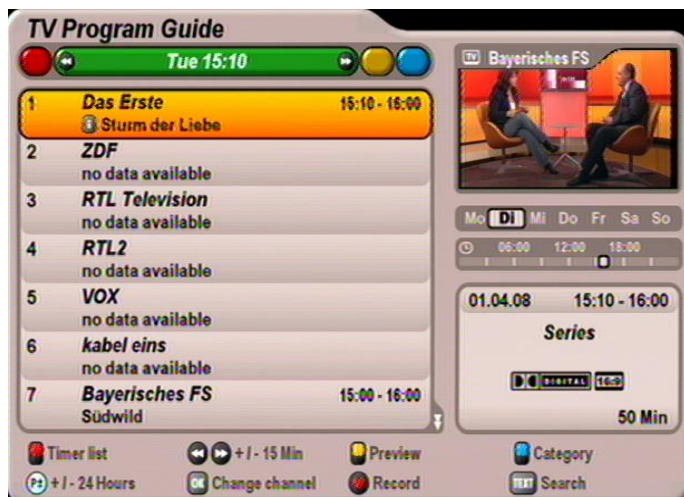 TV Program Guide
Tue 15:10
1 Das Erste 15:10 - 16:00
Sturm der Liebe
2 ZDF
no data available
3 RTL Television
no data available
4 RTL2
no data available
5 VOX
no data available
6 kabel eins
no data available
7 Bayerisches FS 15:00 - 16:00
Südwild
TV Bayerisches FS
Mo Di Mi Do Fr Sa So
06:00 12:00 18:00
01.04.08 15:10 - 16:00
Series
DIGITAL 16:9
50 Min
Timer list + / - 15 Min Preview Category
P± + / - 24 Hours OK Change channel Record TEXT Search